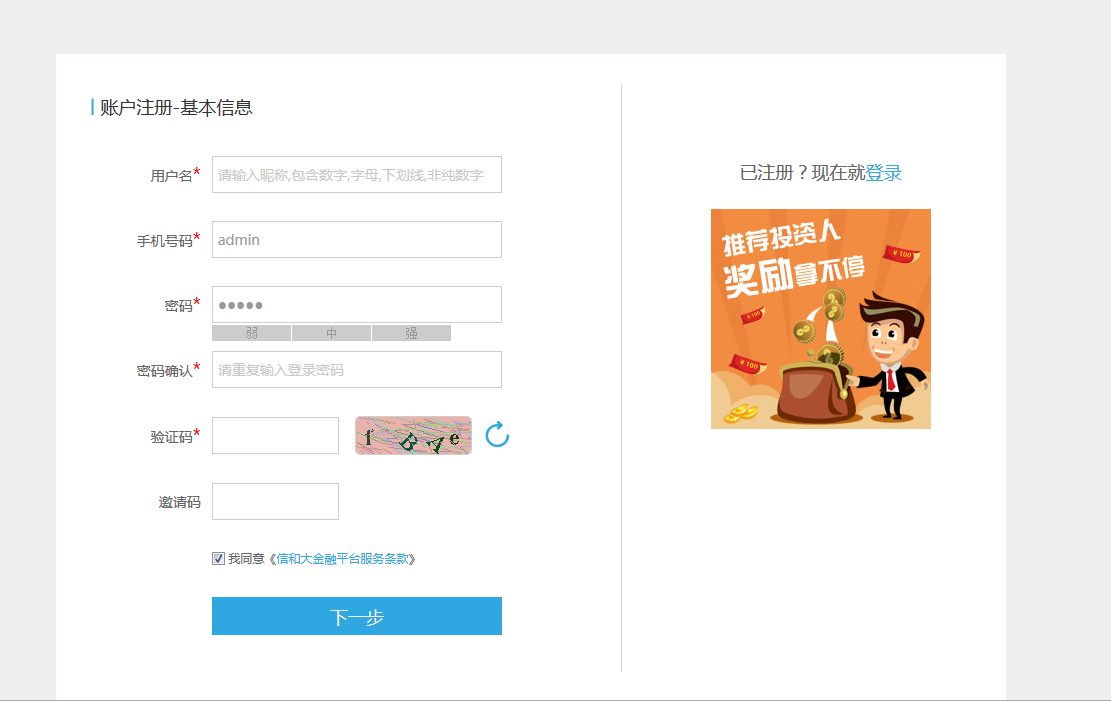 账户注册-基本信息
用户名*
请输入昵称,包含数字,字母,下划线,非纯数字
手机号码*
admin
密码*
●●●●●
弱 中 强
密码确认*
请重复输入登录密码
验证码*
邀请码
我同意《信和大金融平台服务条款》
下一步
已注册？现在就登录
推荐投资人
奖励拿不停
¥ 100
¥ 100
¥ 100